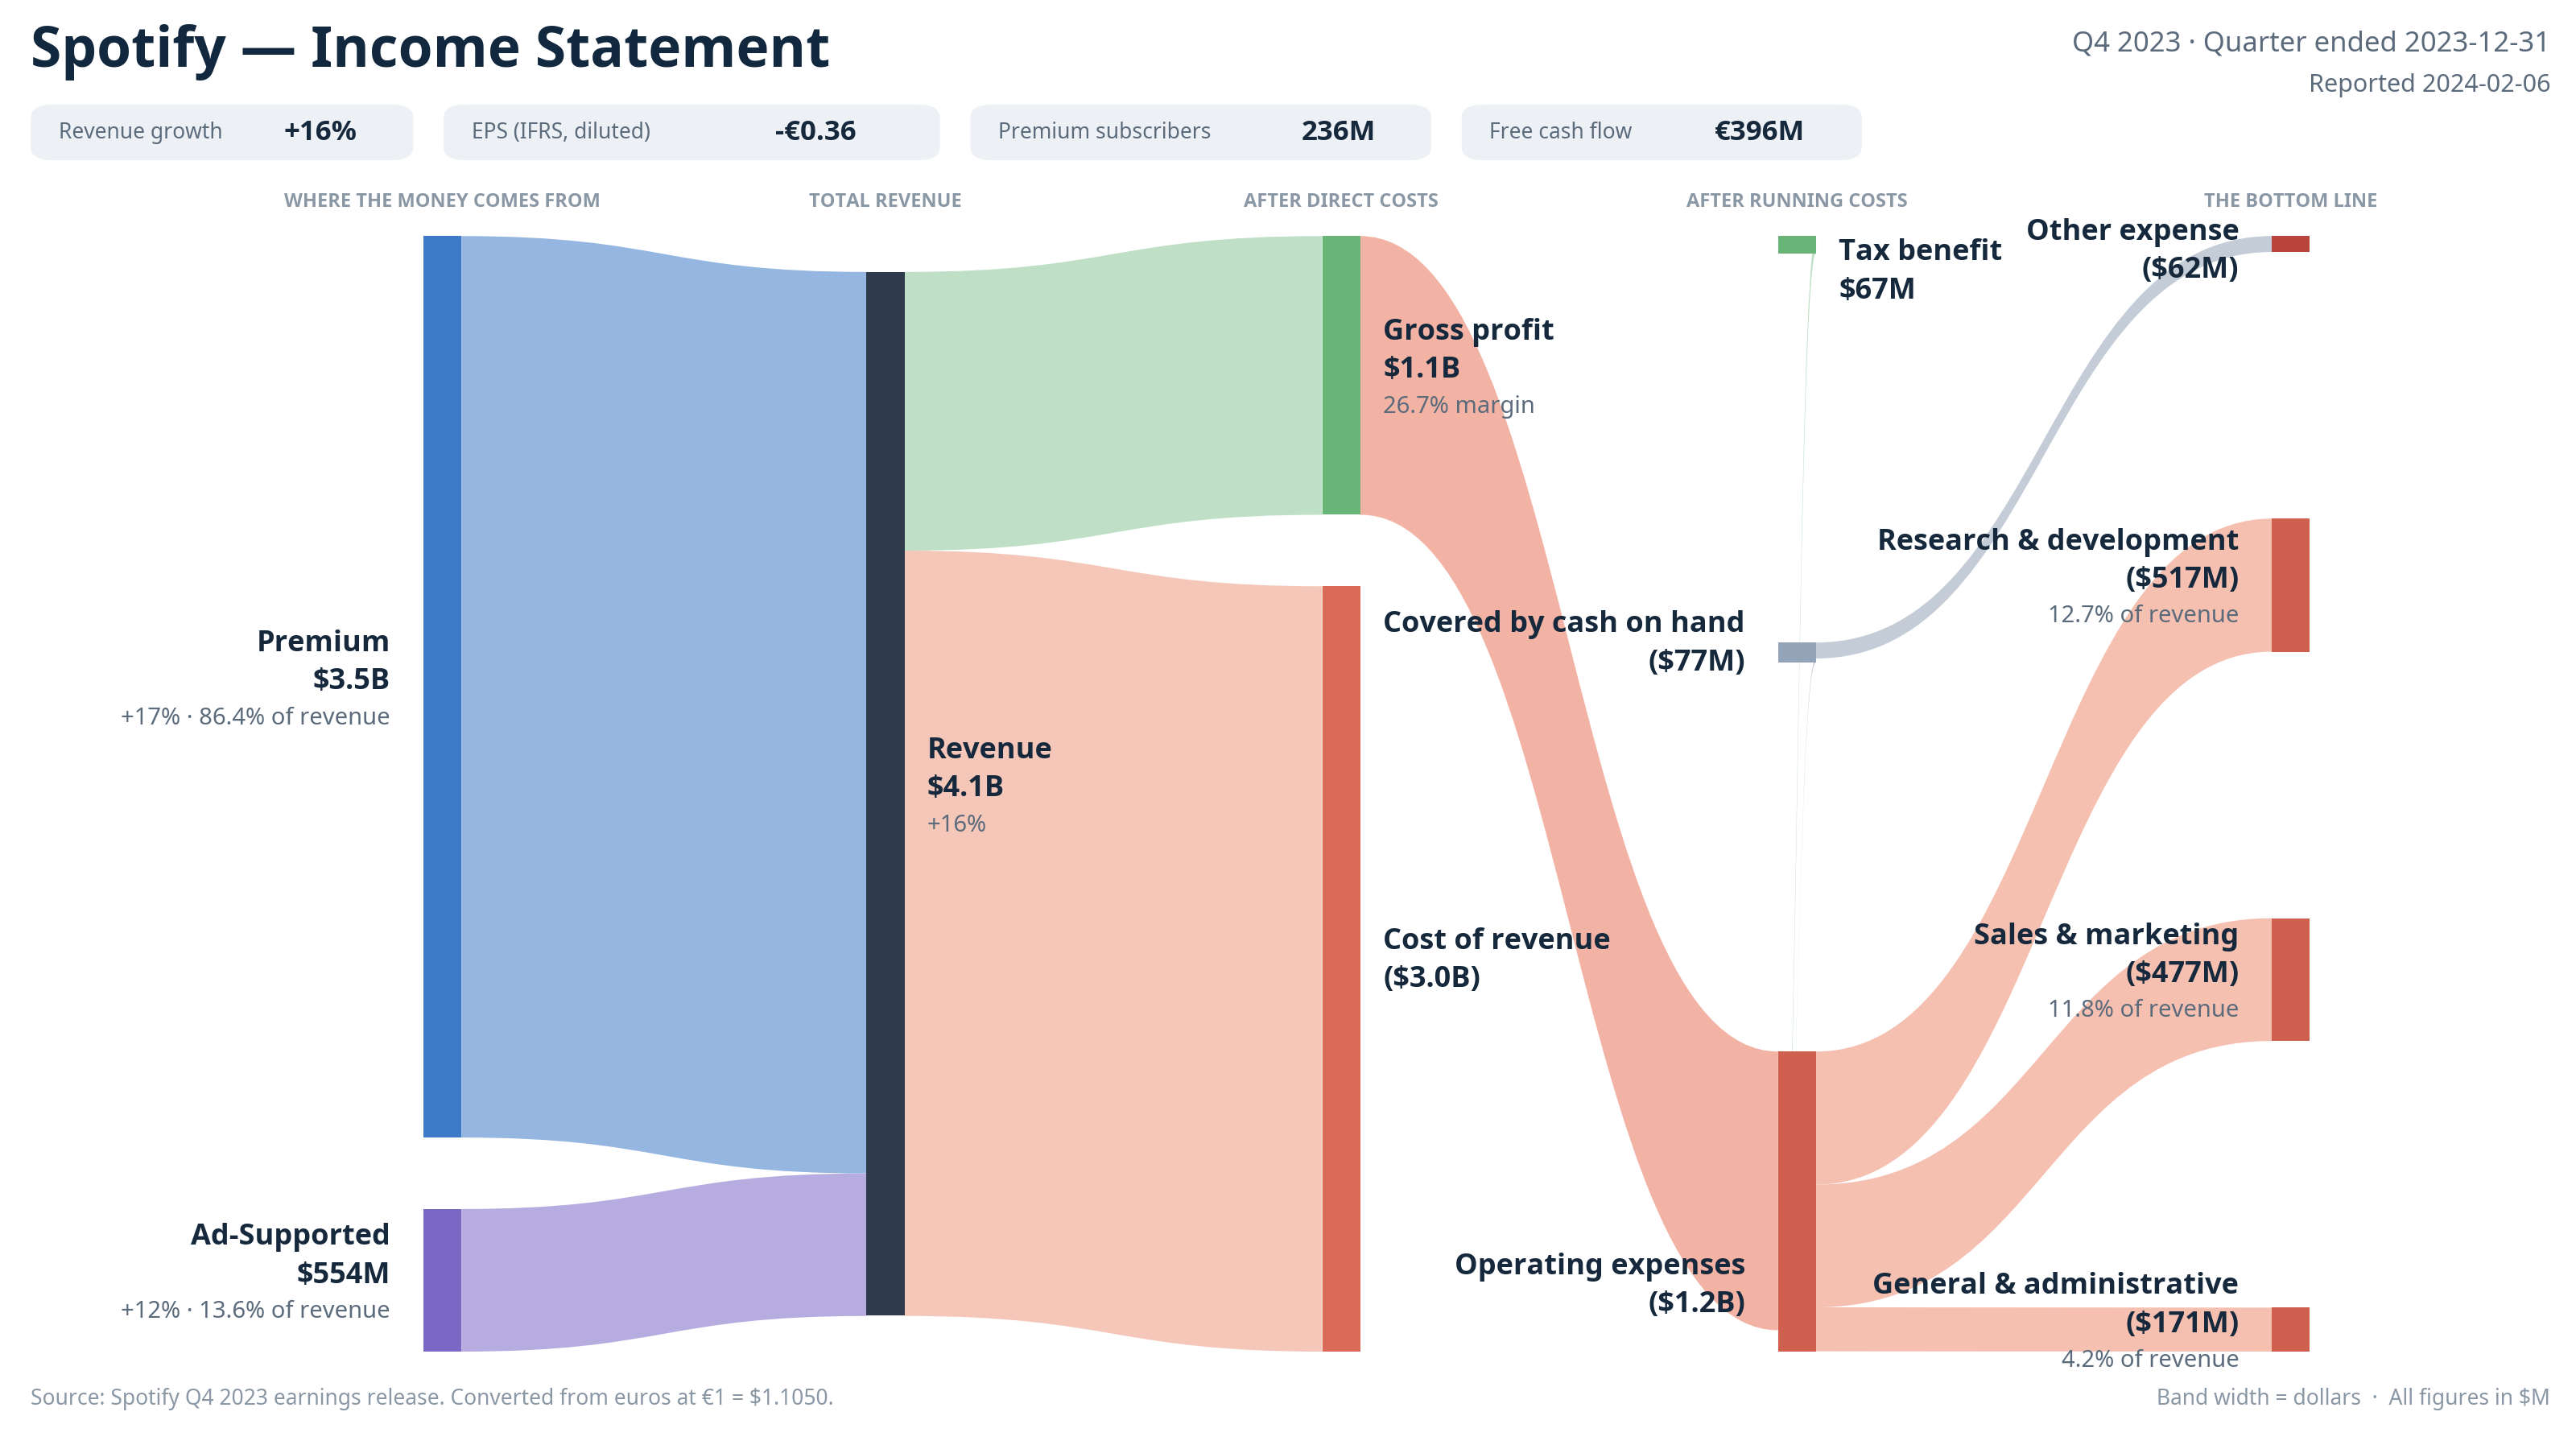 Spotify — Income Statement
Q4 2023 · Quarter ended 2023-12-31
Reported 2024-02-06
Revenue growth +16%
EPS (IFRS, diluted) -€0.36
Premium subscribers 236M
Free cash flow €396M
WHERE THE MONEY COMES FROM
TOTAL REVENUE
AFTER DIRECT COSTS
AFTER RUNNING COSTS
THE BOTTOM LINE
Premium
$3.5B
+17% · 86.4% of revenue
Ad-Supported
$554M
+12% · 13.6% of revenue
Revenue
$4.1B
+16%
Gross profit
$1.1B
26.7% margin
Cost of revenue
($3.0B)
Tax benefit
$67M
Covered by cash on hand
($77M)
Operating expenses
($1.2B)
Other expense
($62M)
Research & development
($517M)
12.7% of revenue
Sales & marketing
($477M)
11.8% of revenue
General & administrative
($171M)
4.2% of revenue
Source: Spotify Q4 2023 earnings release. Converted from euros at €1 = $1.1050.
Band width = dollars · All figures in $M